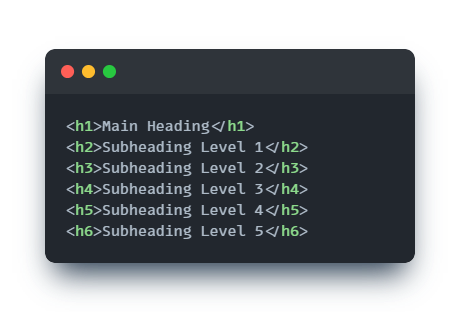 <h1>Main Heading</h1>
<h2>Subheading Level 1</h2>
<h3>Subheading Level 2</h3>
<h4>Subheading Level 3</h4>
<h5>Subheading Level 4</h5>
<h6>Subheading Level 5</h6>